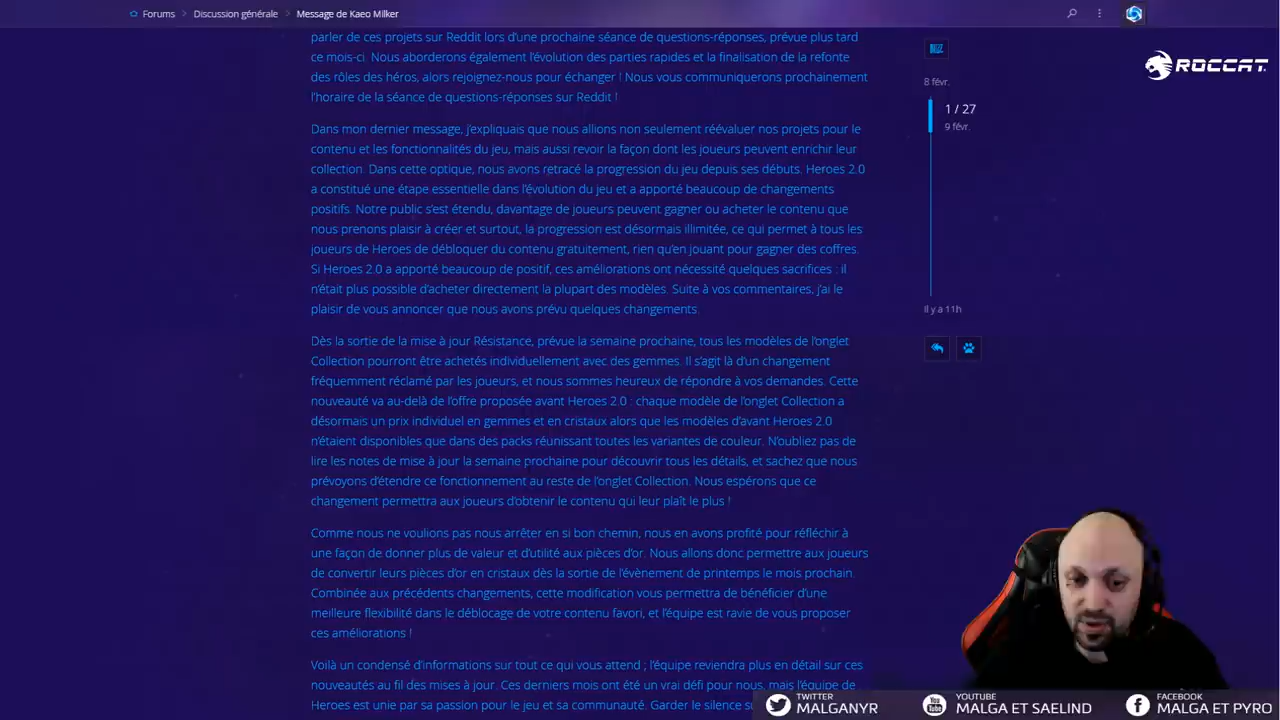 Forums > Discussion générale > Message de Kaeo Milker
parler de ces projets sur Reddit lors d'une prochaine séance de questions-réponses, prévue plus tard
ce mois-ci. Nous aborderons également l'évolution des parties rapides et la finalisation de la refonte
des rôles des héros, alors rejoignez-nous pour échanger ! Nous vous communiquerons prochainement
l'horaire de la séance de questions-réponses sur Reddit !
Dans mon dernier message, j'expliquais que nous allions non seulement réévaluer nos projets pour le
contenu et les fonctionnalités du jeu, mais aussi revoir la façon dont les joueurs peuvent enrichir leur
collection. Dans cette optique, nous avons retracé la progression du jeu depuis ses débuts. Heroes 2.0
a constitué une étape essentielle dans l'évolution du jeu et a apporté beaucoup de changements
positifs. Notre public s'est étendu, davantage de joueurs peuvent gagner ou acheter le contenu que
nous prenons plaisir à créer et surtout, la progression est désormais illimitée, ce qui permet à tous les
joueurs de Heroes de débloquer du contenu gratuitement, rien qu'en jouant pour gagner des coffres.
Si Heroes 2.0 a apporté beaucoup de positif, ces améliorations ont nécessité quelques sacrifices : il
n'était plus possible d'acheter directement la plupart des modèles. Suite à vos commentaires, j'ai le
plaisir de vous annoncer que nous avons prévu quelques changements.
Dès la sortie de la mise à jour Résistance, prévue la semaine prochaine, tous les modèles de l'onglet
Collection pourront être achetés individuellement avec des gemmes. Il s'agit là d'un changement
fréquemment réclamé par les joueurs, et nous sommes heureux de répondre à vos demandes. Cette
nouveauté va au-delà de l'offre proposée avant Heroes 2.0 : chaque modèle de l'onglet Collection a
désormais un prix individuel en gemmes et en cristaux alors que les modèles d'avant Heroes 2.0
n'étaient disponibles que dans des packs réunissant toutes les variantes de couleur. N'oubliez pas de
lire les notes de mise à jour la semaine prochaine pour découvrir tous les détails, et sachez que nous
prévoyons d'étendre ce fonctionnement au reste de l'onglet Collection. Nous espérons que ce
changement permettra aux joueurs d'obtenir le contenu qui leur plaît le plus !
Comme nous ne voulions pas nous arrêter en si bon chemin, nous en avons profité pour réfléchir à
une façon de donner plus de valeur et d'utilité aux pièces d'or. Nous allons donc permettre aux joueurs
de convertir leurs pièces d'or en cristaux dès la sortie de l'évènement de printemps le mois prochain.
Combinée aux précédents changements, cette modification vous permettra de bénéficier d'une
meilleure flexibilité dans le déblocage de votre contenu favori, et l'équipe est ravie de vous proposer
ces améliorations !
Voilà un condensé d'informations sur tout ce qui vous attend ; l'équipe reviendra plus en détail sur ces
nouveautés au fil des mises à jour. Ces derniers mois ont été un vrai défi pour nous, mais l'équipe de
Heroes est unie par sa passion pour le jeu et sa communauté. Garder le silence
8 févr.
1 / 27
9 févr.
Il y a 11h
ROCCAT
TWITTER
MALGANYR
YOUTUBE
MALGA ET SAELIND
FACEBOOK
MALGA ET PYRO